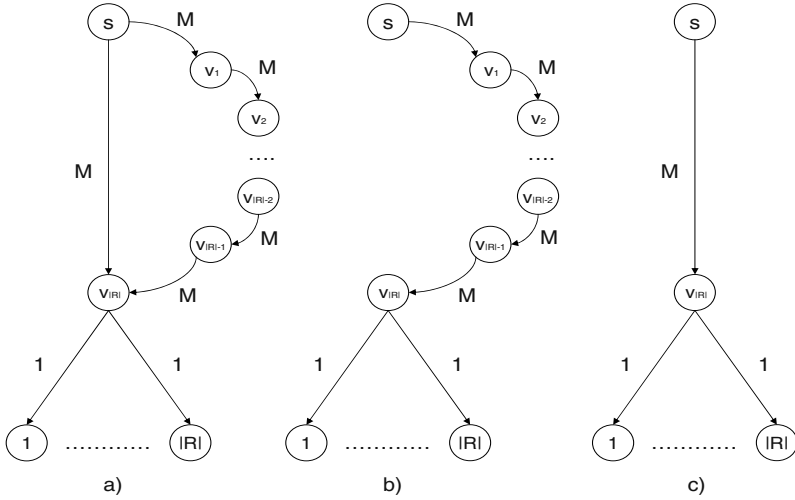 s
M
v1
M
v2
....
M
v|R|-2
M
v|R|-1
M
v|R|
1
1
1
............
|R|
a)
s
M
v1
M
v2
....
v|R|-2
M
v|R|-1
M
v|R|
1
1
1
............
|R|
b)
s
M
v|R|
1
1
1
............
|R|
c)